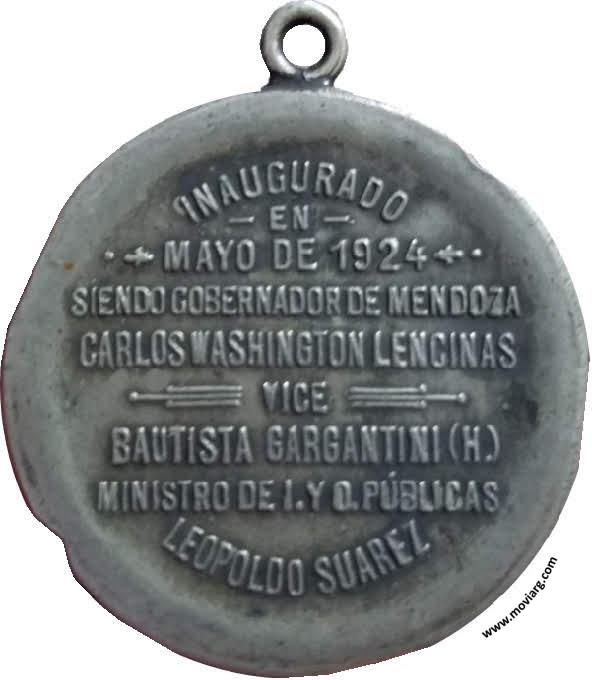 INAUGURADO
— EN —
MAYO DE 1924
SIENDO GOBERNADOR DE MENDOZA
CARLOS WASHINGTON LENCINAS
VICE
BAUTISTA GARGANTINI (H.)
MINISTRO DE I. Y O. PÚBLICAS
LEOPOLDO SUAREZ
www.moviarg.com